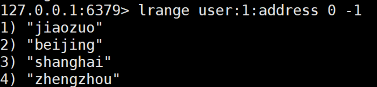 127.0.0.1:6379> lrange user:1:address 0 -1
1) "jiaozuo"
2) "beijing"
3) "shanghai"
4) "zhengzhou"